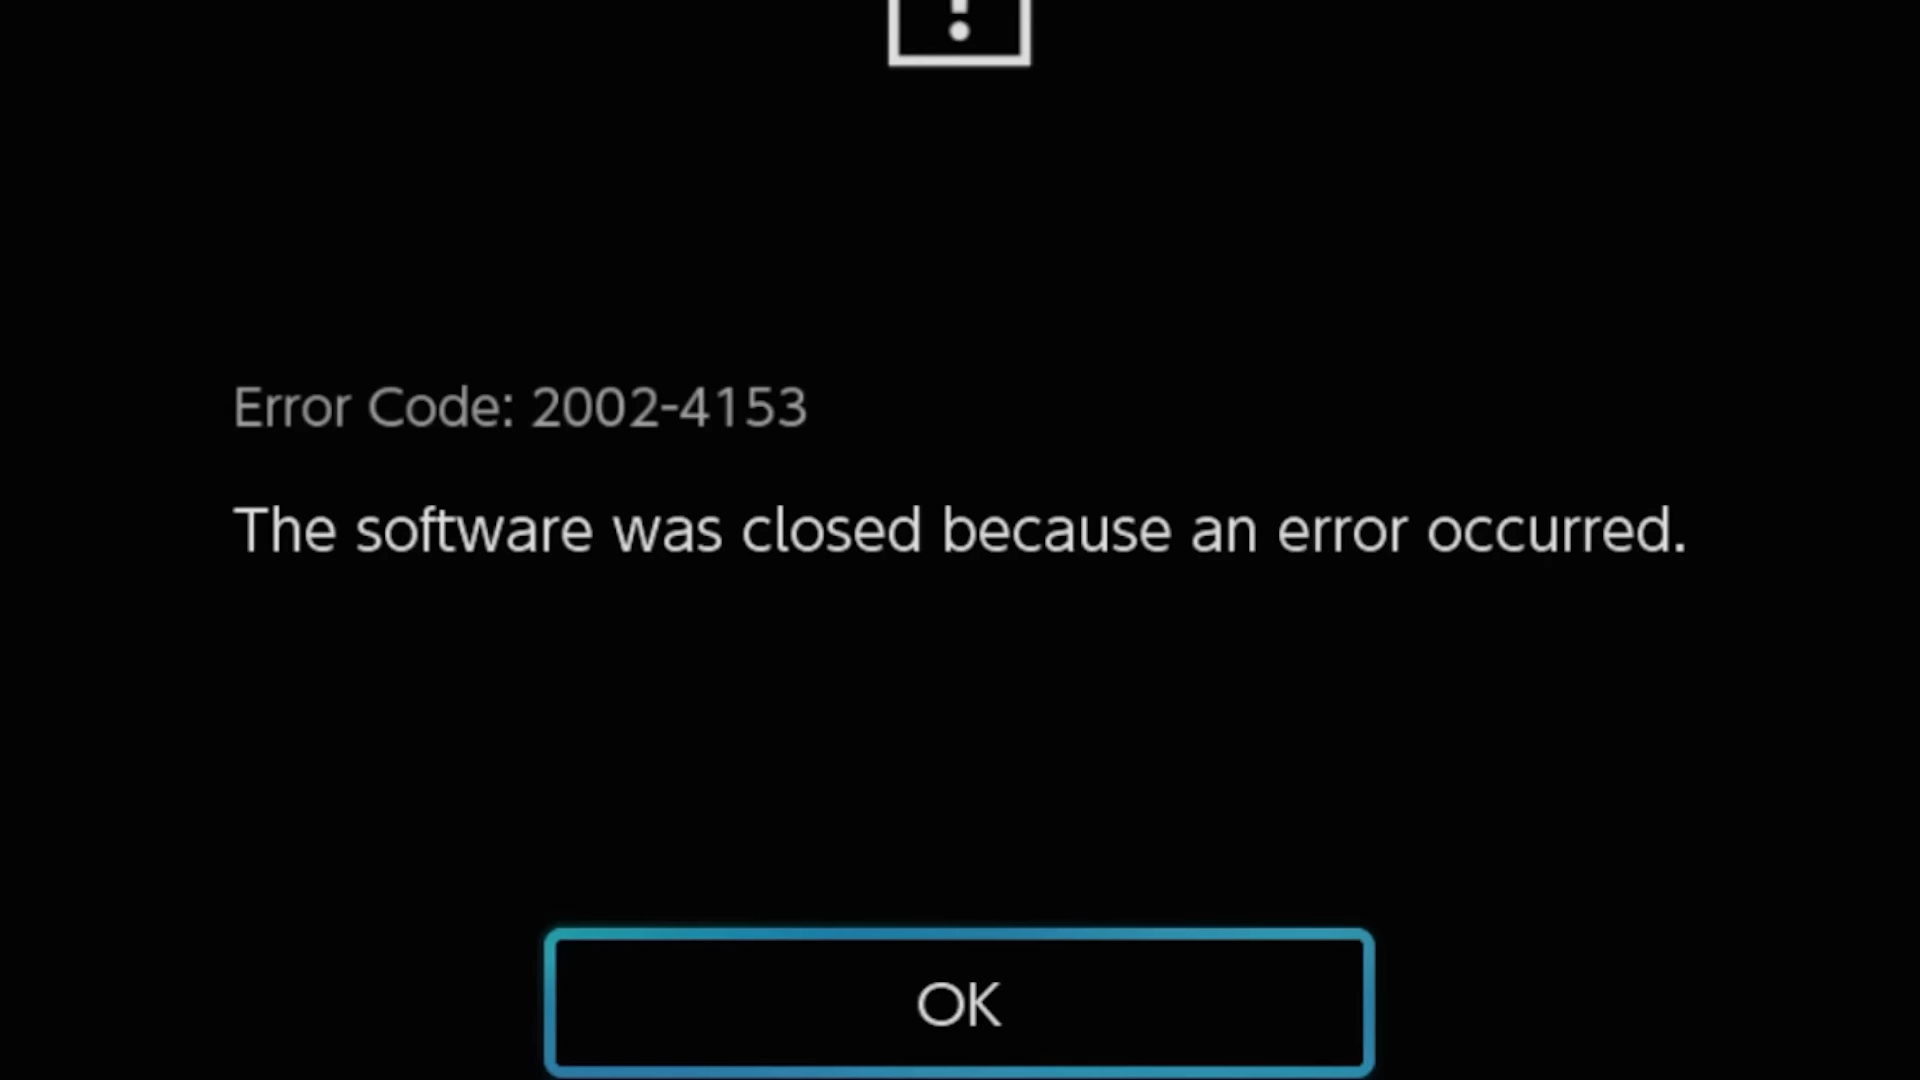 !
Error Code: 2002-4153
The software was closed because an error occurred.
OK